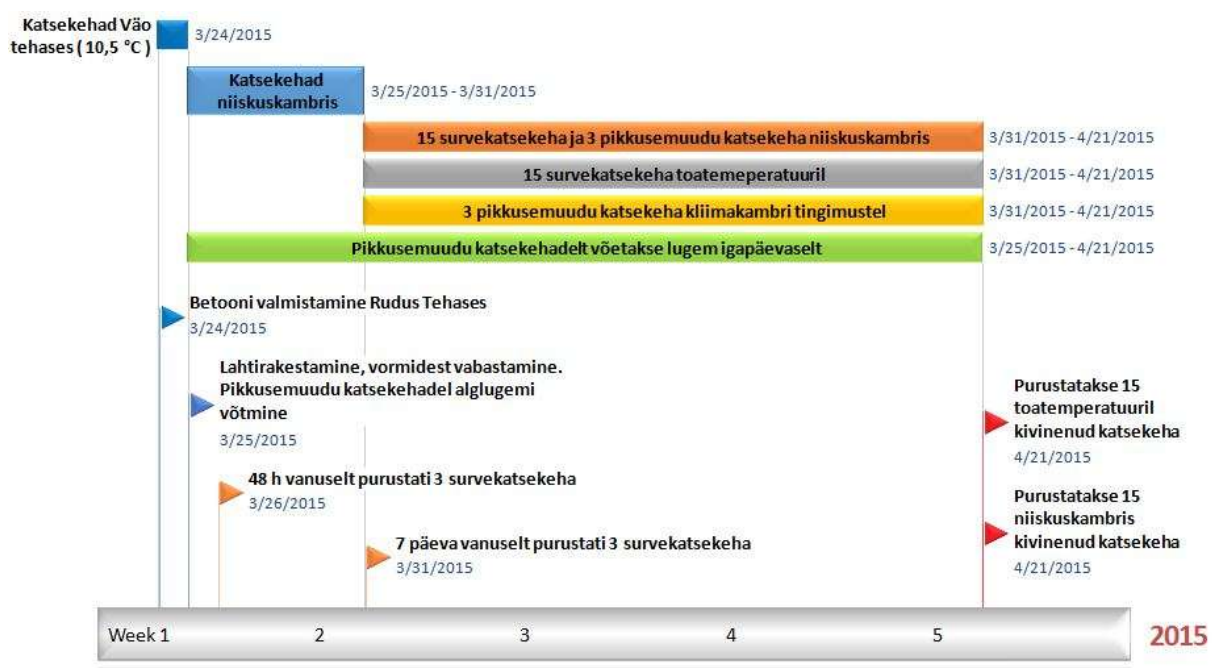 Katsekehad Väo
tehases ( 10,5 °C )
3/24/2015
Katsekehad
niiskuskambris
3/25/2015 - 3/31/2015
15 survekatsekeha ja 3 pikkusemuudu katsekeha niiskuskambris
3/31/2015 - 4/21/2015
15 survekatsekeha toatemeperatuuril
3/31/2015 - 4/21/2015
3 pikkusemuudu katsekeha kliimakambri tingimustel
3/31/2015 - 4/21/2015
Pikkusemuudu katsekehadelt võetakse lugem igapäevaselt
3/25/2015 - 4/21/2015
Betooni valmistamine Rudus Tehases
3/24/2015
Lahtirakestamine, vormidest vabastamine.
Pikkusemuudu katsekehadel alglugemi
võtmine
3/25/2015
48 h vanuselt purustati 3 survekatsekeha
3/26/2015
7 päeva vanuselt purustati 3 survekatsekeha
3/31/2015
Purustatakse 15
toatemperatuuril
kivinenud katsekeha
4/21/2015
Purustatakse 15
niiskuskambris
kivinenud katsekeha
4/21/2015
Week 1 2 3 4 5
2015